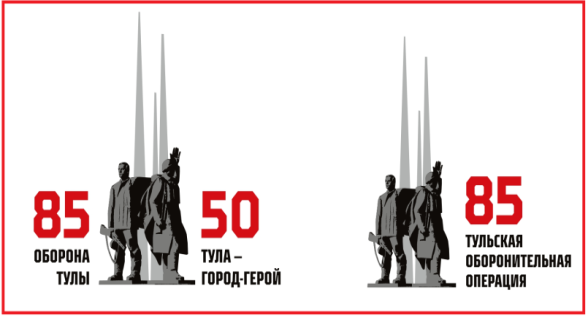 85
ОБОРОНА
ТУЛЫ
50
ТУЛА –
ГОРОД-ГЕРОЙ
85
ТУЛЬСКАЯ
ОБОРОНИТЕЛЬНАЯ
ОПЕРАЦИЯ